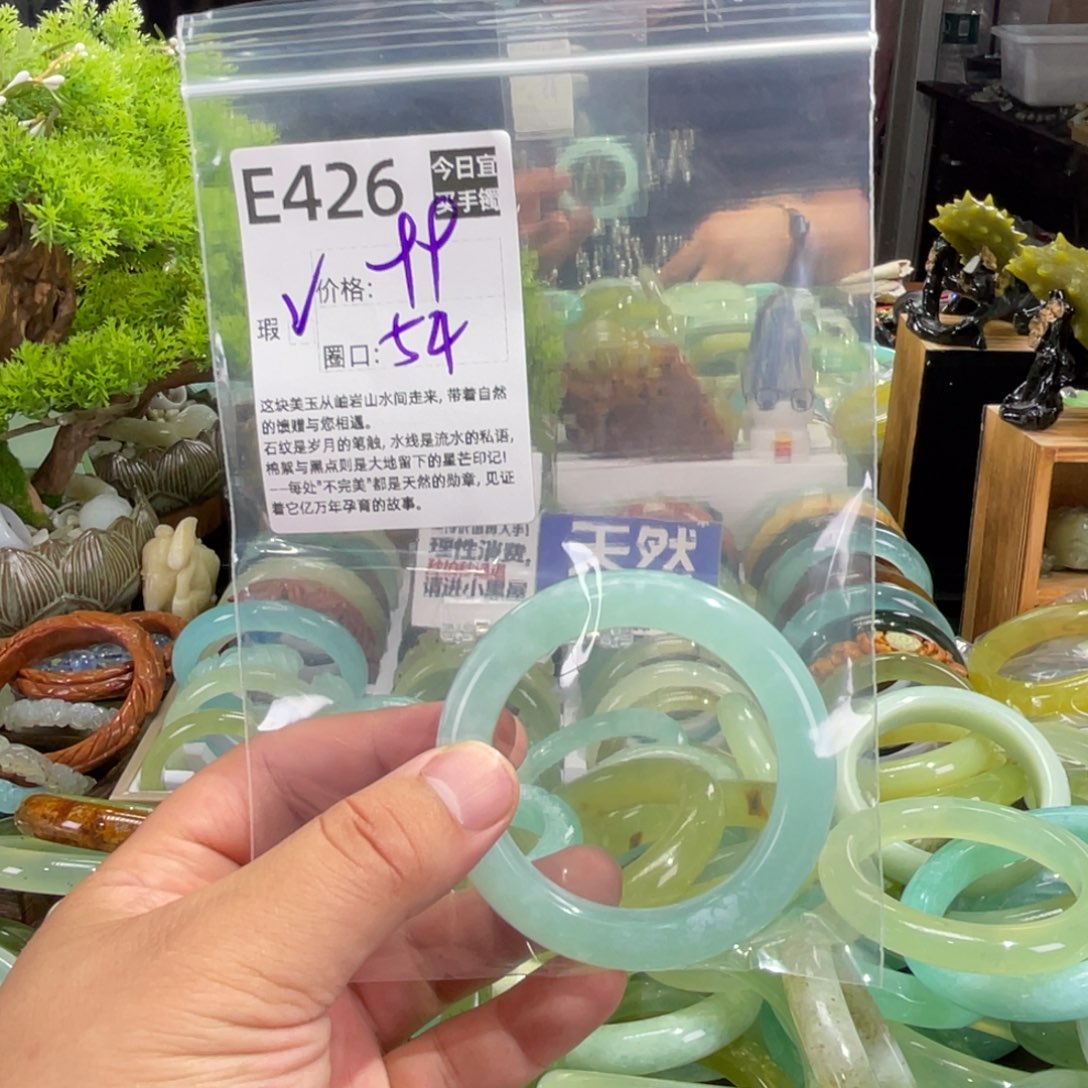 E426
今日宜
买手镯
价格: 99
瑕 ✓
圈口: 54
这块美玉从岫岩山水间走来, 带着自然
的馈赠与您相遇。
石纹是岁月的笔触, 水线是流水的私语,
棉絮与黑点则是大地留下的星芒印记!
——每处"不完美"都是天然的勋章, 见证
着它亿万年孕育的故事。
理性消费,
请进小黑屋
天然